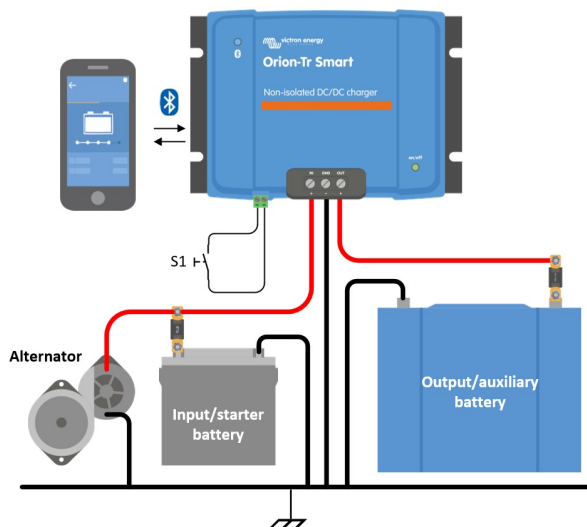 victron energy
Orion-Tr Smart
Non-isolated DC/DC charger
on/off
IN GND OUT
+ - +
S1
Alternator
Input/starter
battery
Output/auxiliary
battery